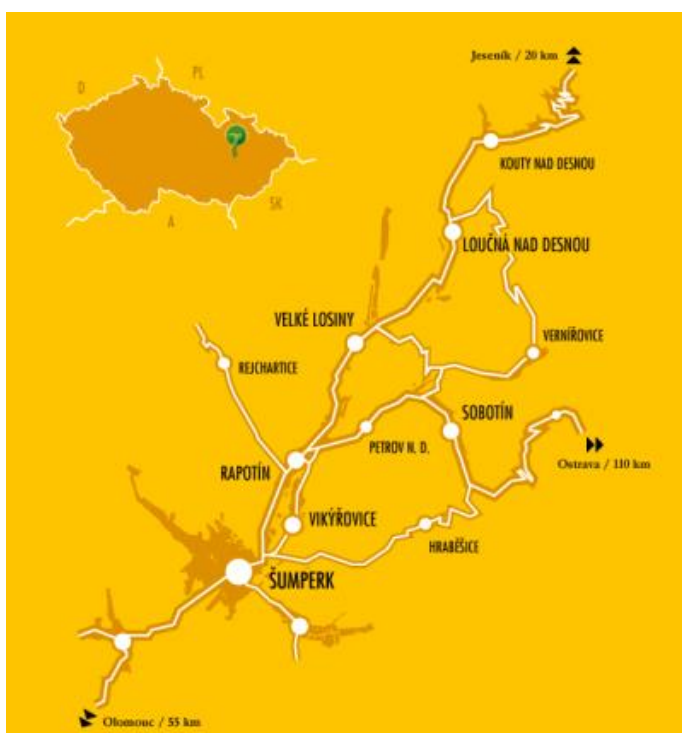 Jeseník / 20 km
PL
D
KOUTY NAD DESNOU
SK
A
LOUČNÁ NAD DESNOU
VELKÉ LOSINY
VERNÍŘOVICE
REJCHARTICE
SOBOTÍN
PETROV N. D.
Ostrava / 110 km
RAPOTÍN
VIKÝŘOVICE
HRABĚŠICE
ŠUMPERK
Olomouc / 55 km